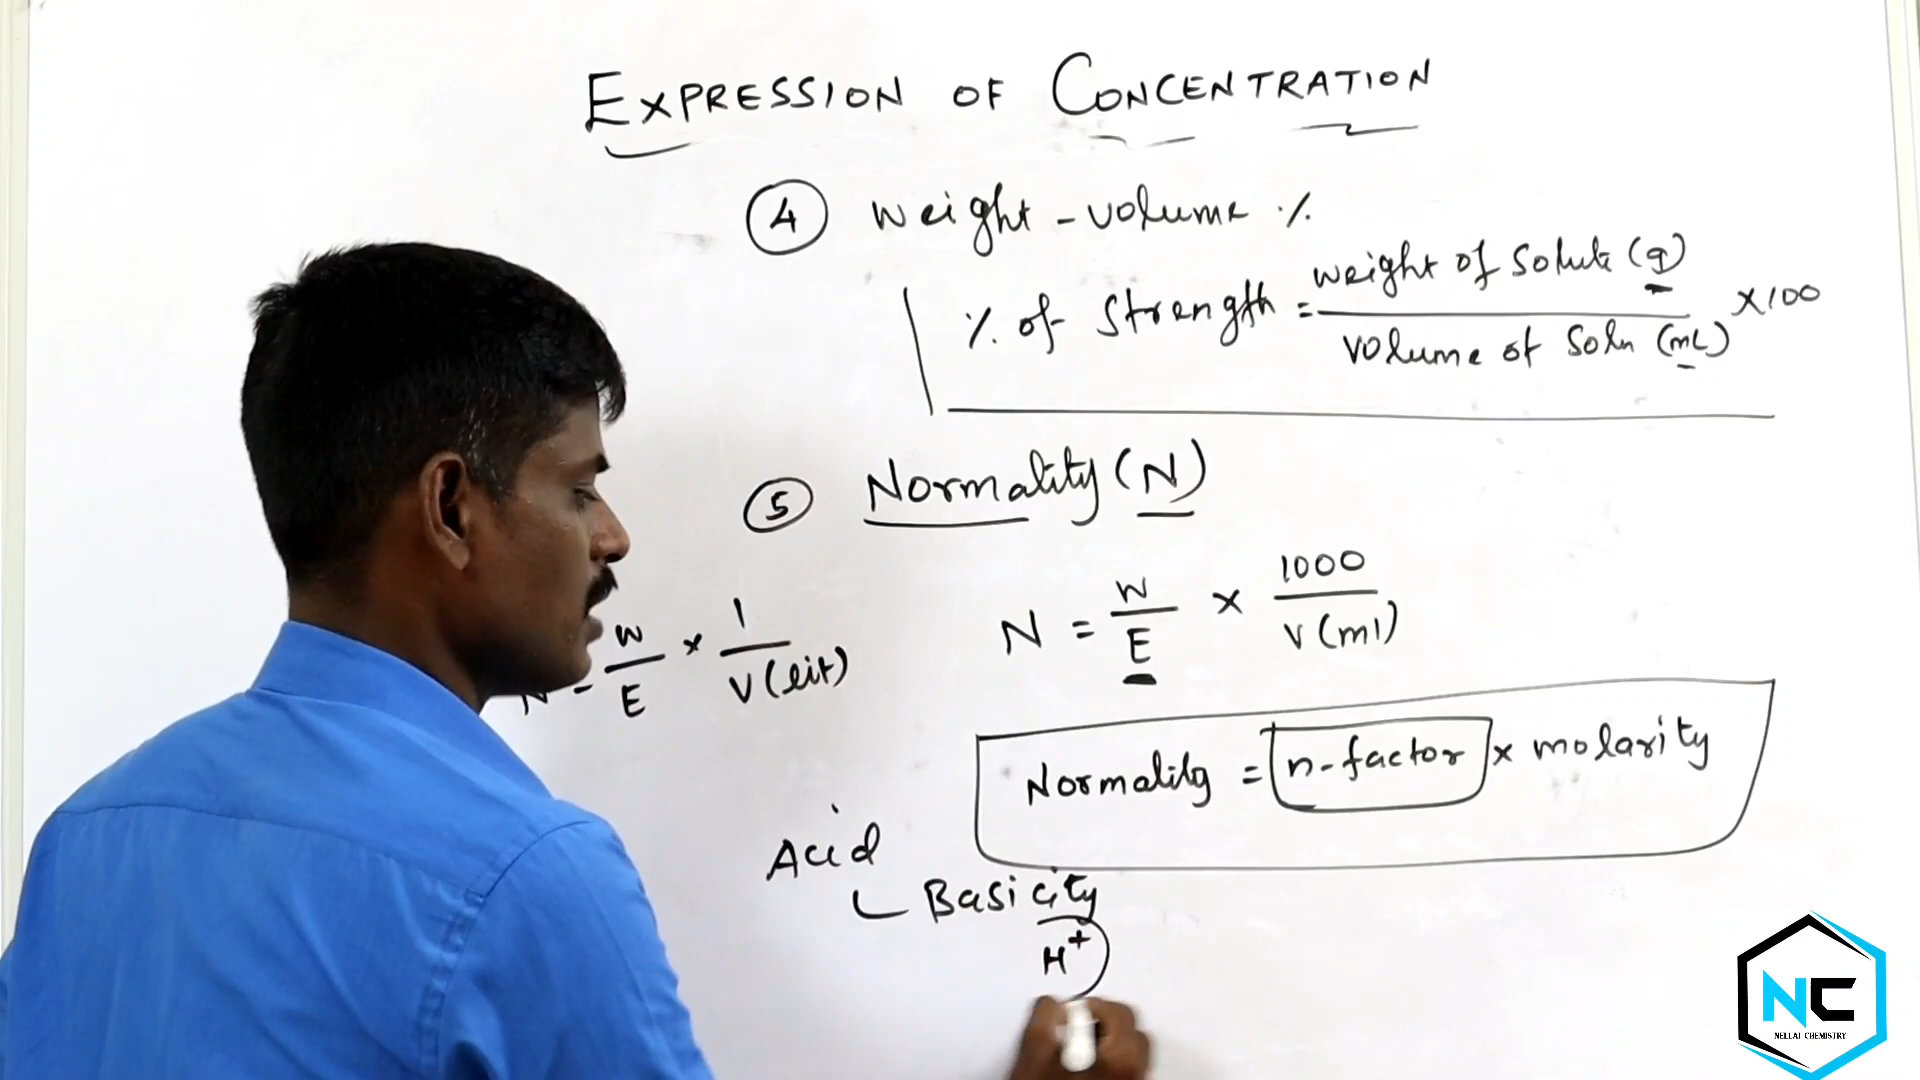 EXPRESSION OF CONCENTRATION
4 Weight - volume %
% of Strength = weight of Solute (g) / volume of Soln (mL) × 100
5 Normality (N)
N = W/E × 1/V(lit)
N = W/E × 1000/V(ml)
Normality = n-factor × molarity
Acid
Basicity
H+
NC
NELLAI CHEMISTRY